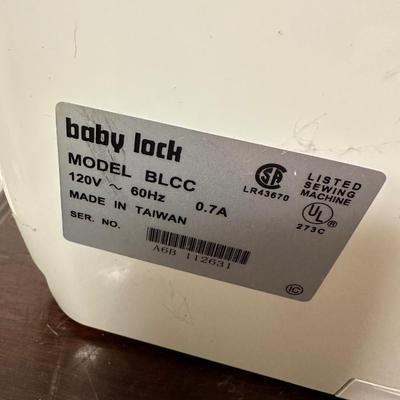 baby lock
MODEL BLCC
120V ~ 60Hz 0.7A
MADE IN TAIWAN
SER. NO.
A6B 112631
SA
LR43670
LISTED
SEWING
MACHINE
UL
®
273C
IC